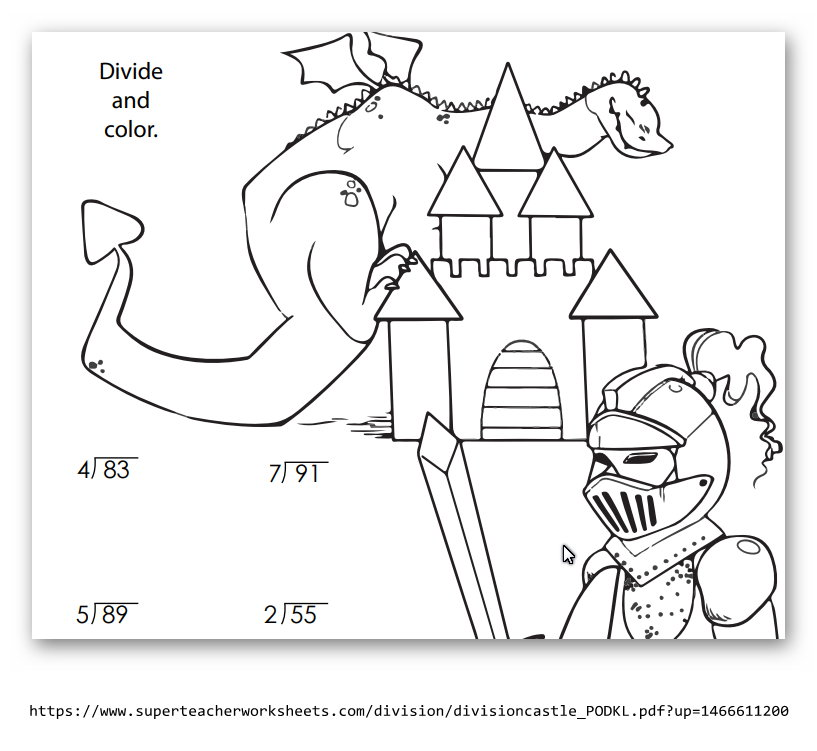 Divide
and
color.
4)83 7)91
5)89 2)55
https://www.superteacherworksheets.com/division/divisioncastle_PODKL.pdf?up=1466611200